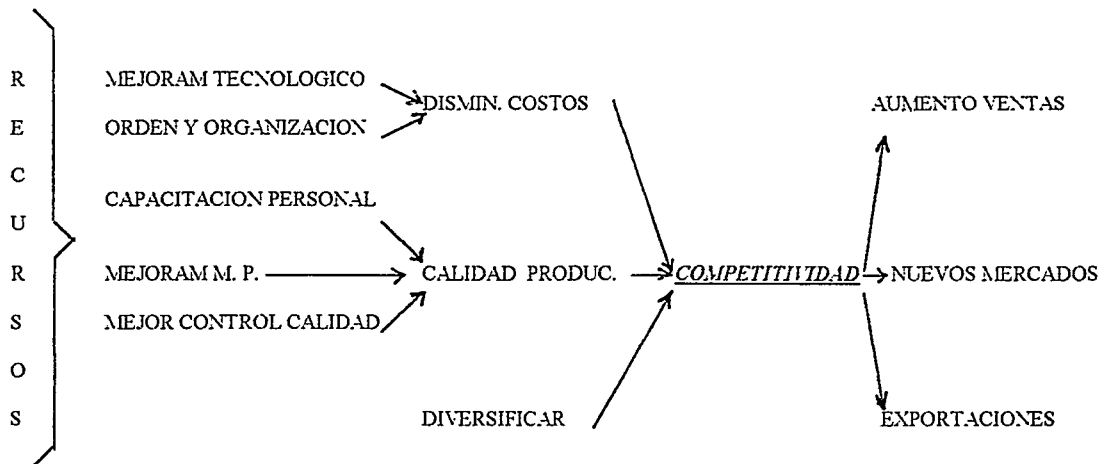 RECURSOS
MEJORAM TECNOLOGICO
ORDEN Y ORGANIZACION
CAPACITACION PERSONAL
MEJORAM M. P.
MEJOR CONTROL CALIDAD
DISMIN. COSTOS
CALIDAD PRODUC.
DIVERSIFICAR
COMPETITIVIDAD
AUMENTO VENTAS
NUEVOS MERCADOS
EXPORTACIONES